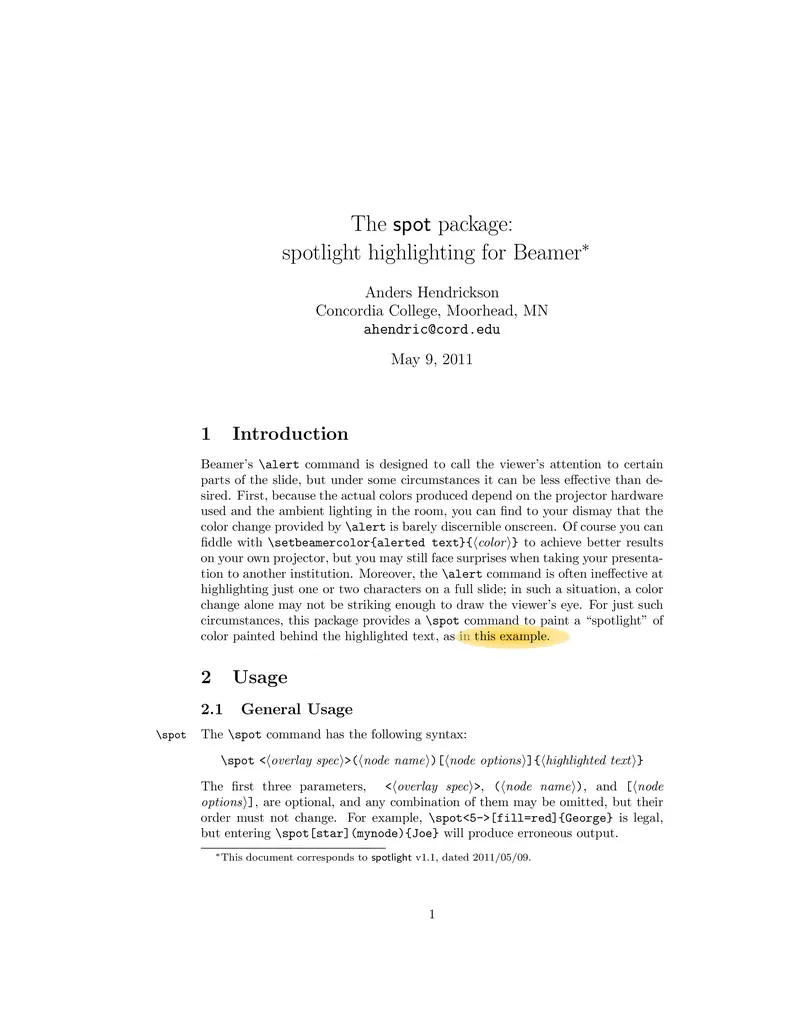 The spot package:
spotlight highlighting for Beamer*
Anders Hendrickson
Concordia College, Moorhead, MN
ahendric@cord.edu
May 9, 2011
1 Introduction
Beamer’s \alert command is designed to call the viewer’s attention to certain
parts of the slide, but under some circumstances it can be less effective than de-
sired. First, because the actual colors produced depend on the projector hardware
used and the ambient lighting in the room, you can find to your dismay that the
color change provided by \alert is barely discernible onscreen. Of course you can
fiddle with \setbeamercolor{alerted text}{⟨color⟩} to achieve better results
on your own projector, but you may still face surprises when taking your presenta-
tion to another institution. Moreover, the \alert command is often ineffective at
highlighting just one or two characters on a full slide; in such a situation, a color
change alone may not be striking enough to draw the viewer’s eye. For just such
circumstances, this package provides a \spot command to paint a “spotlight” of
color painted behind the highlighted text, as in this example.
2 Usage
2.1 General Usage
\spot The \spot command has the following syntax:
\spot <⟨overlay spec⟩>(⟨node name⟩)[⟨node options⟩]{⟨highlighted text⟩}
The first three parameters, <⟨overlay spec⟩>, (⟨node name⟩), and [⟨node
options⟩], are optional, and any combination of them may be omitted, but their
order must not change. For example, \spot<5->[fill=red]{George} is legal,
but entering \spot[star](mynode){Joe} will produce erroneous output.
*This document corresponds to spotlight v1.1, dated 2011/05/09.
1